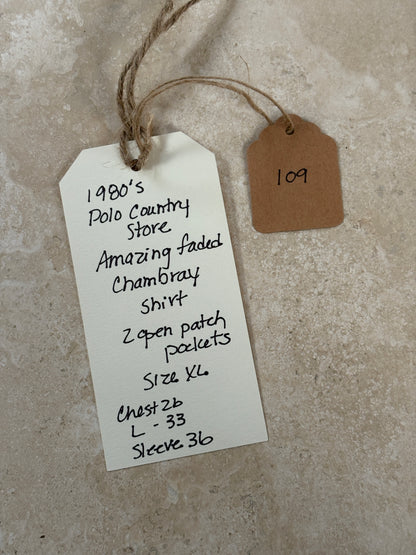 1980's
Polo Country
Store
Amazing faded
Chambray
Shirt
2 open patch
pockets
Size XL
Chest 26
L - 33
Sleeve 36
109